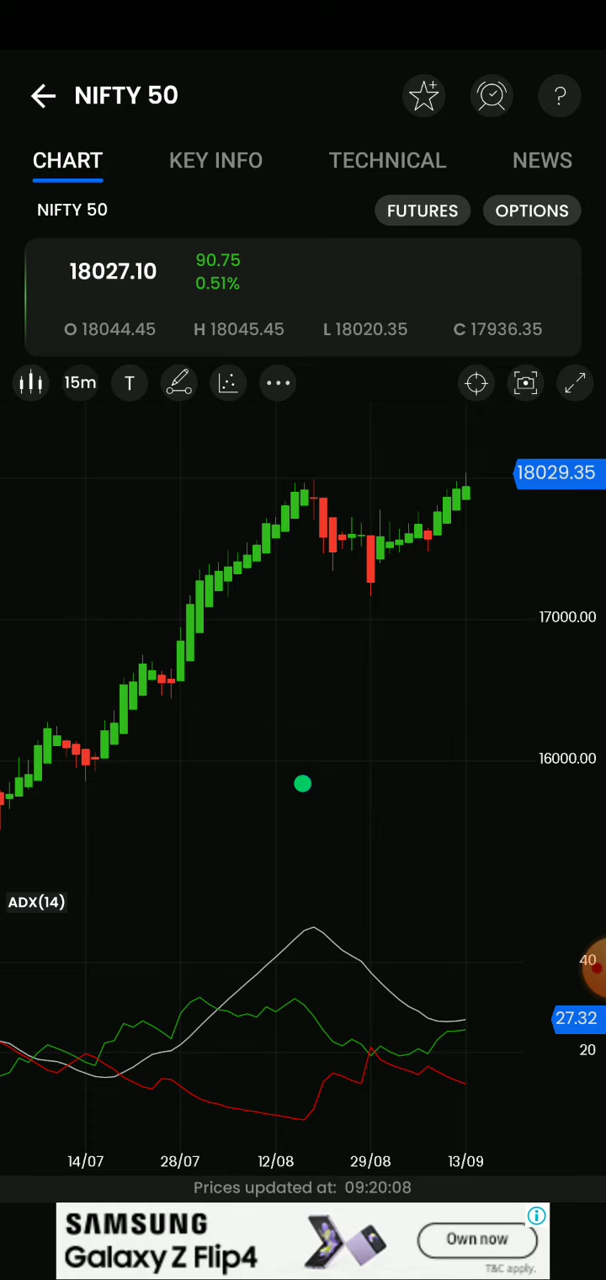 NIFTY 50
?
CHART KEY INFO TECHNICAL NEWS
NIFTY 50 FUTURES OPTIONS
18027.10 90.75
0.51%
O 18044.45 H 18045.45 L 18020.35 C 17936.35
15m T
18029.35
17000.00
16000.00
ADX(14)
40
27.32
20
14/07 28/07 12/08 29/08 13/09
Prices updated at: 09:20:08
SAMSUNG
Galaxy Z Flip4
Own now
T&C apply.